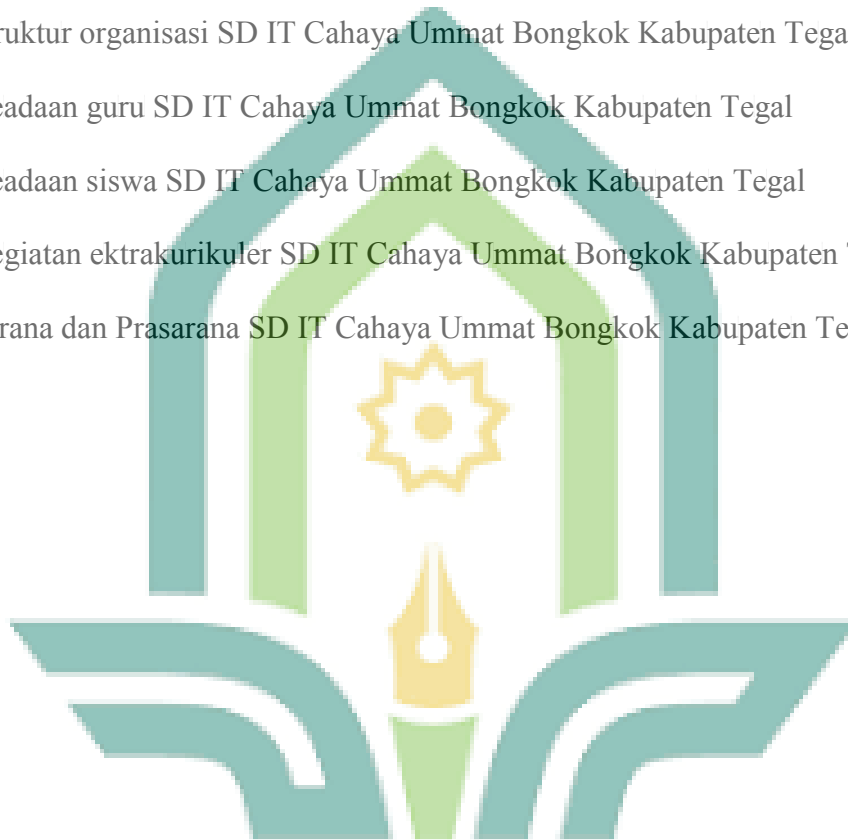 ruktur organisasi SD IT Cahaya Ummat Bongkok Kabupaten Tega
eadaan guru SD IT Cahaya Ummat Bongkok Kabupaten Tegal
eadaan siswa SD IT Cahaya Ummat Bongkok Kabupaten Tegal
egiatan ektrakurikuler SD IT Cahaya Ummat Bongkok Kabupaten
rana dan Prasarana SD IT Cahaya Ummat Bongkok Kabupaten Te